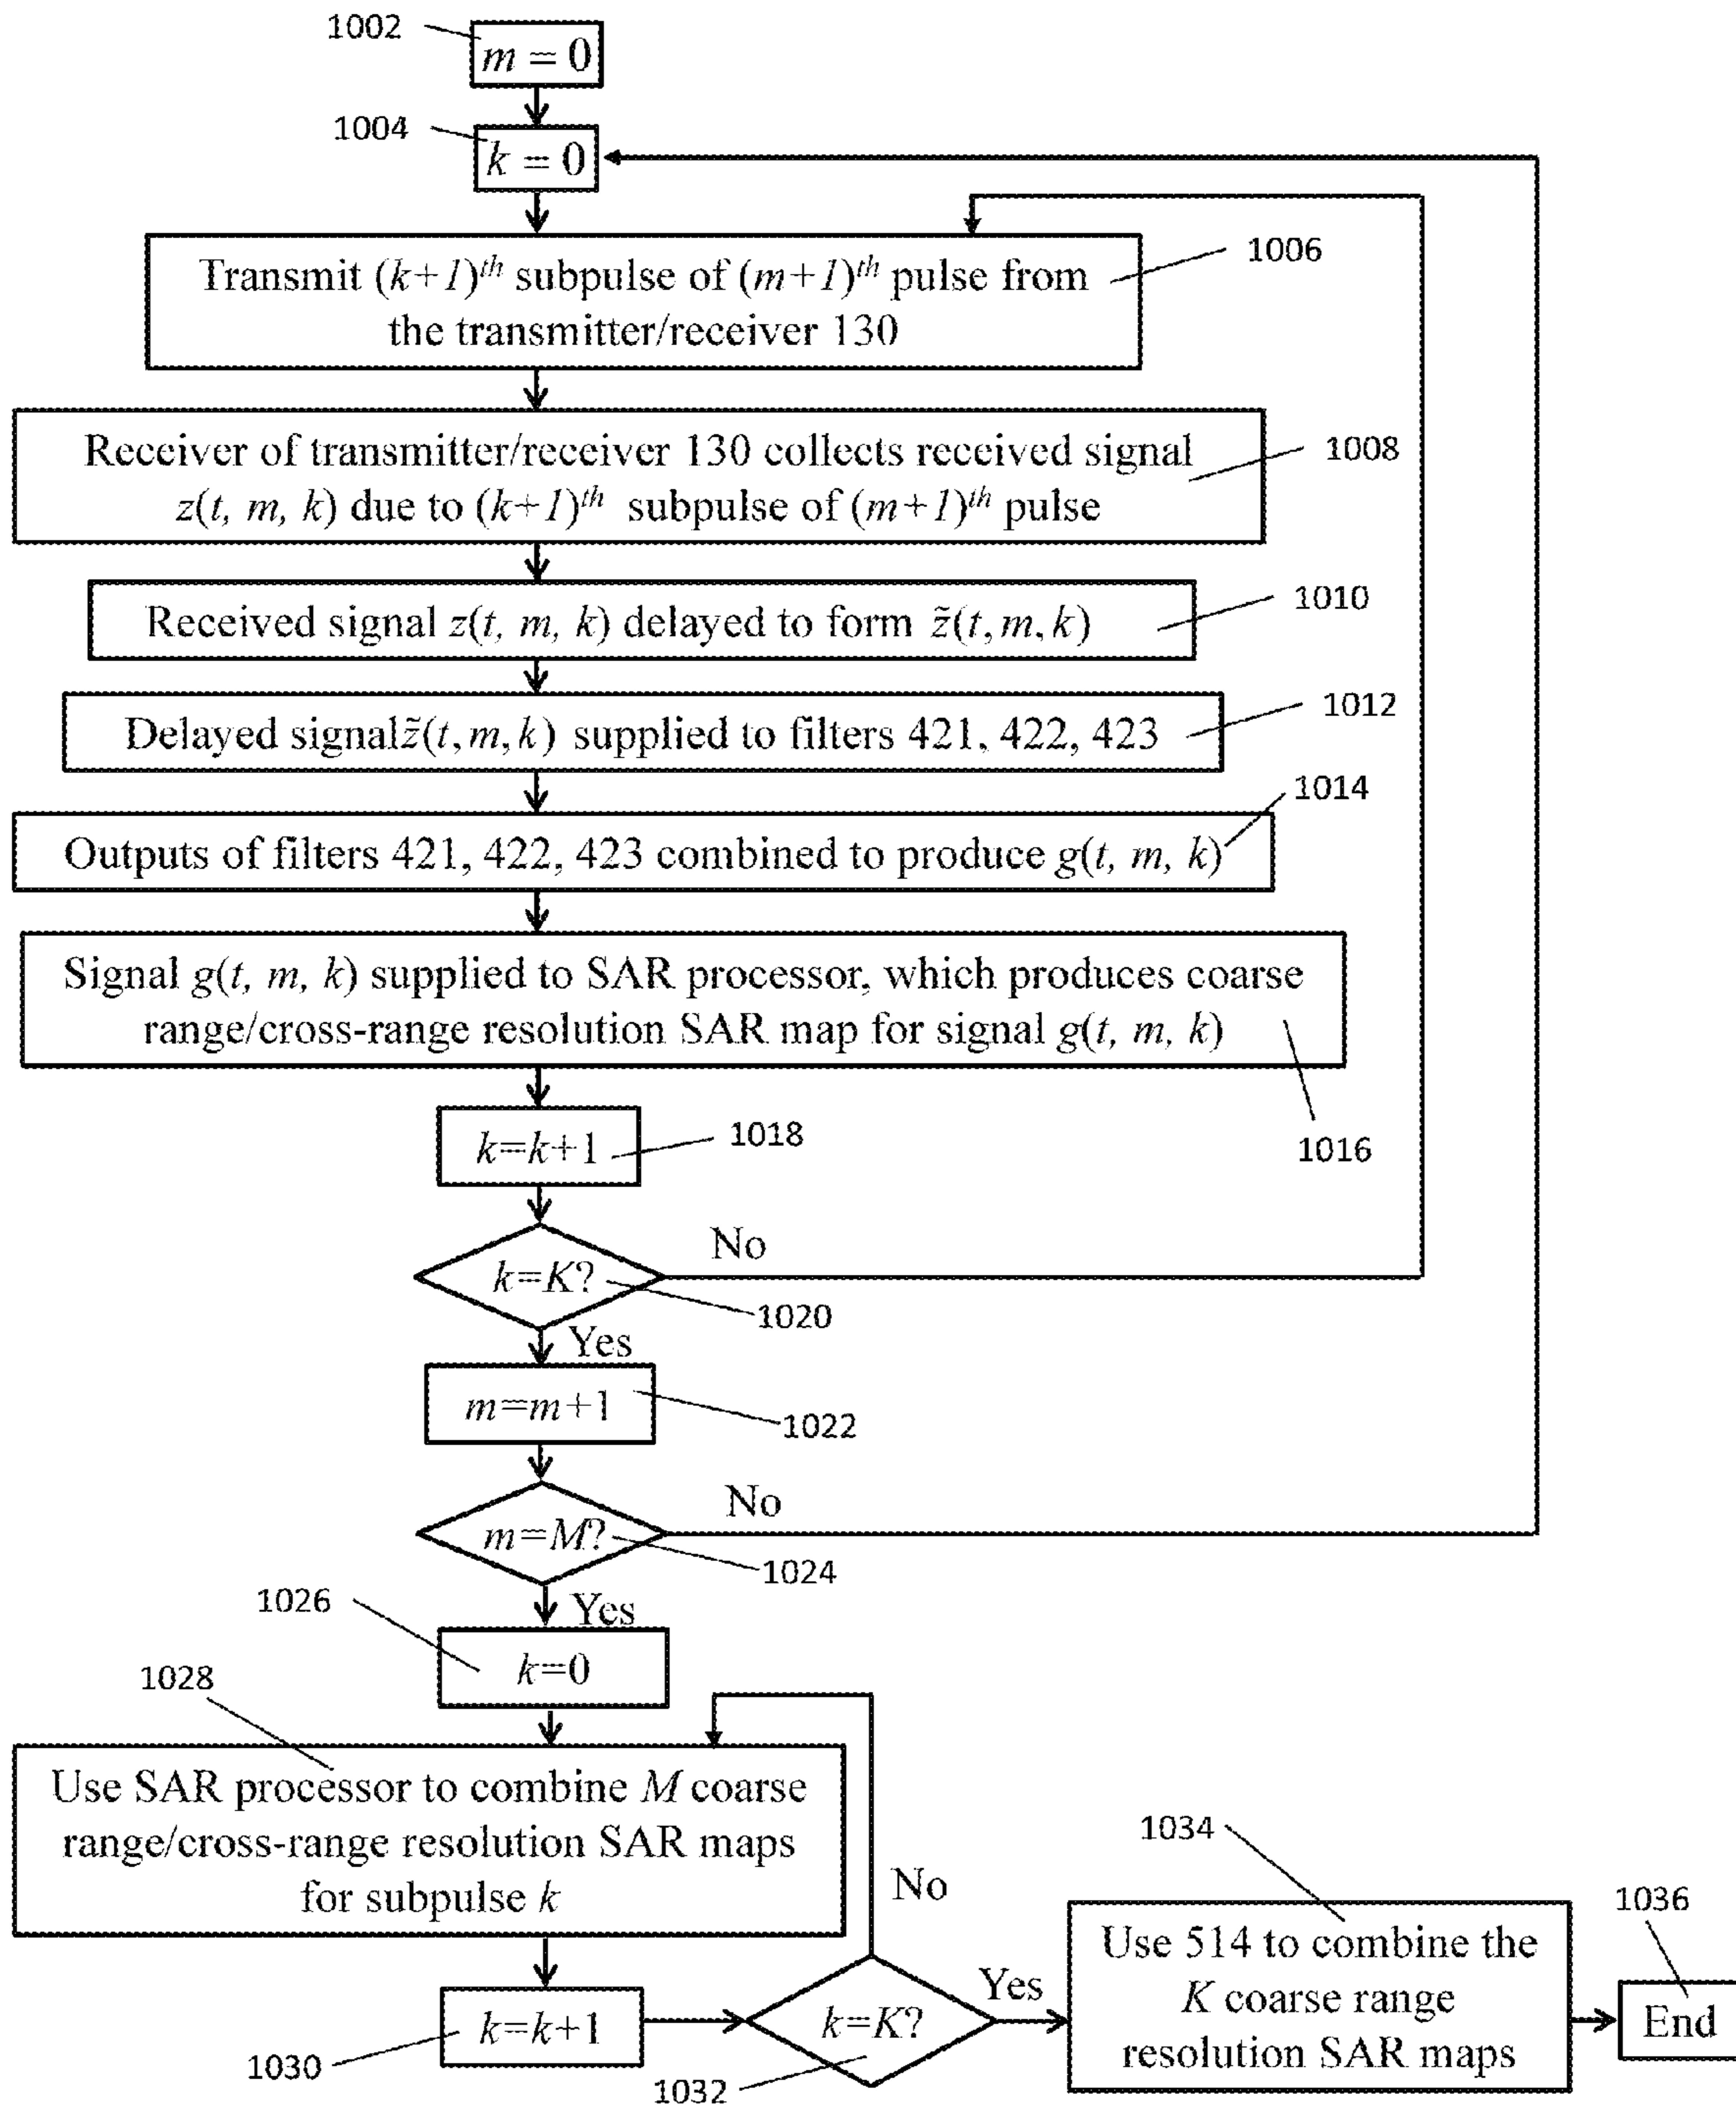 1002
m = 0
1004
k = 0
Transmit (k+1)th subpulse of (m+1)th pulse from
the transmitter/receiver 130
1006
Receiver of transmitter/receiver 130 collects received signal
z(t, m, k) due to (k+1)th subpulse of (m+1)th pulse
1008
Received signal z(t, m, k) delayed to form z̃(t, m, k)
1010
Delayed signal z̃(t, m, k) supplied to filters 421, 422, 423
1012
1014
Outputs of filters 421, 422, 423 combined to produce g(t, m, k)
Signal g(t, m, k) supplied to SAR processor, which produces coarse
range/cross-range resolution SAR map for signal g(t, m, k)
1016
k=k+1
1018
k=K?
No
1020
Yes
m=m+1
1022
m=M?
No
1024
Yes
1026
k=0
1028
Use SAR processor to combine M coarse
range/cross-range resolution SAR maps
for subpulse k
No
k=k+1
1030
k=K?
1032
Yes
1034
Use 514 to combine the
K coarse range
resolution SAR maps
1036
End